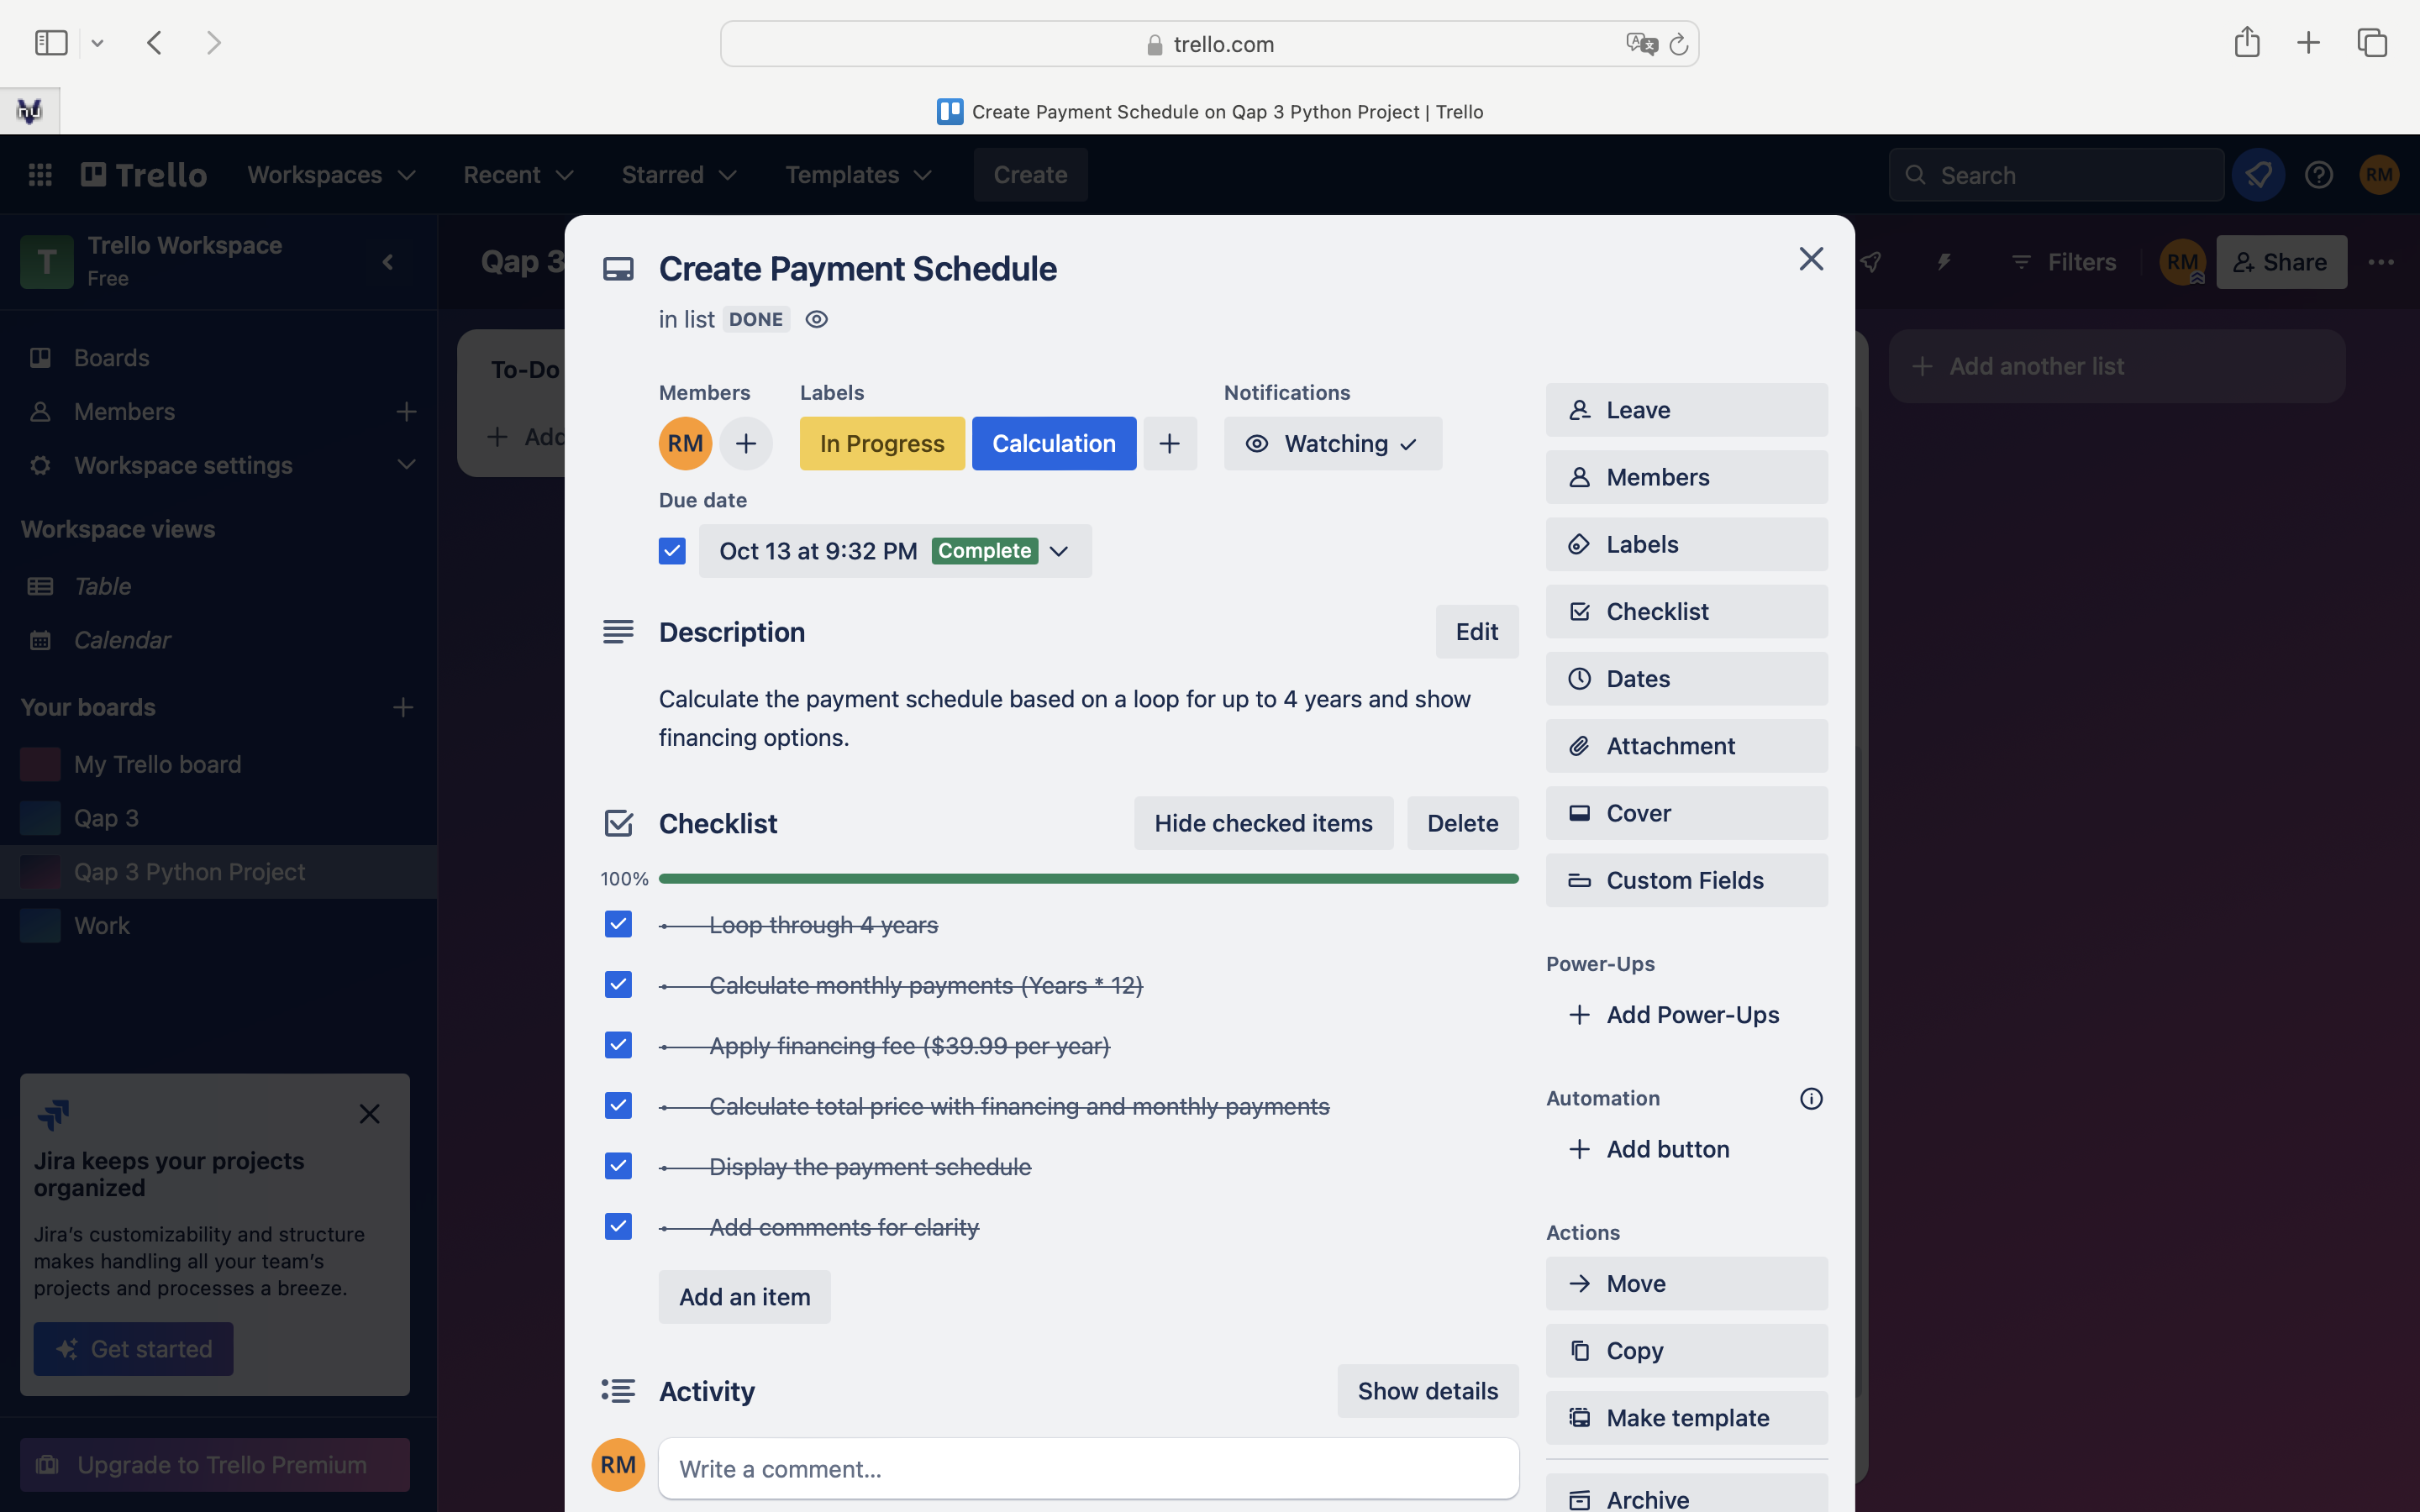 trello.com
nu
Create Payment Schedule on Qap 3 Python Project | Trello
Trello
Workspaces
Recent
Starred
Templates
Create
Search
RM
T
Trello Workspace
Free
Qap 3
Filters
RM
Share
Boards
Members
Workspace settings
Workspace views
Table
Calendar
Your boards
My Trello board
Qap 3
Qap 3 Python Project
Work
Jira keeps your projects
organized
Jira's customizability and structure
makes handling all your team's
projects and processes a breeze.
Get started
Upgrade to Trello Premium
To-Do
Add
Create Payment Schedule
in list DONE
Members
Labels
Notifications
RM
In Progress
Calculation
Watching
Due date
Oct 13 at 9:32 PM Complete
Description
Edit
Calculate the payment schedule based on a loop for up to 4 years and show
financing options.
Checklist
Hide checked items
Delete
100%
• Loop through 4 years
• Calculate monthly payments (Years * 12)
• Apply financing fee ($39.99 per year)
• Calculate total price with financing and monthly payments
• Display the payment schedule
• Add comments for clarity
Add an item
Activity
Show details
RM
Write a comment...
Leave
Members
Labels
Checklist
Dates
Attachment
Cover
Custom Fields
Power-Ups
Add Power-Ups
Automation
Add button
Actions
Move
Copy
Make template
Archive
Add another list